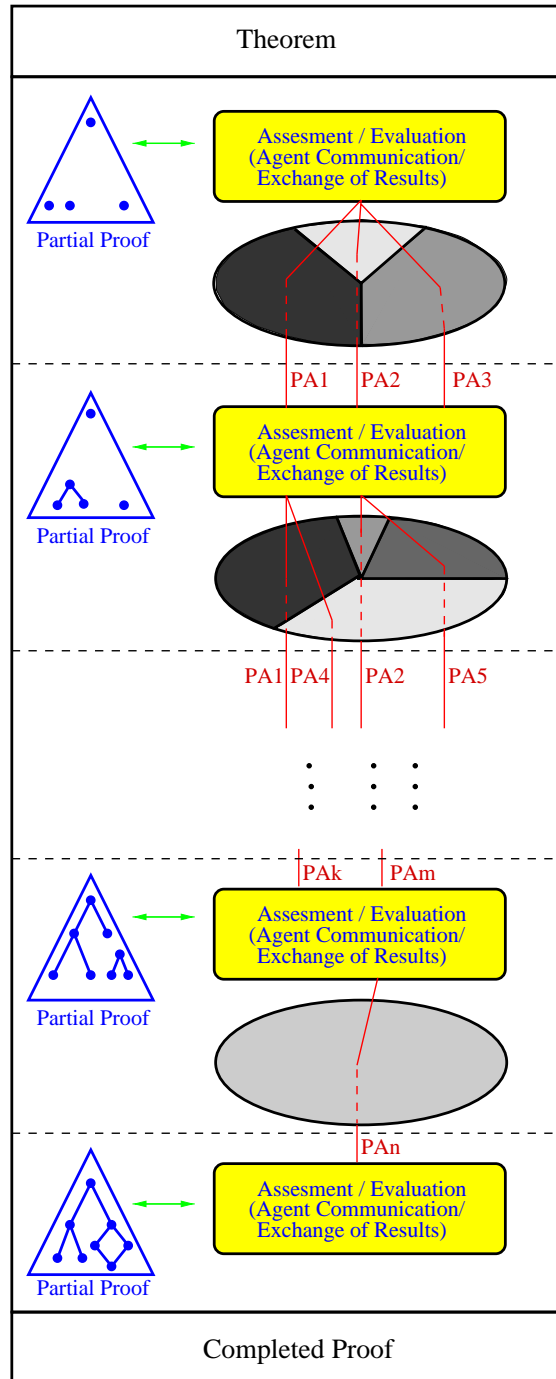 Theorem
Assesment / Evaluation
(Agent Communication/
Exchange of Results)
Partial Proof
PA1 PA2 PA3
Assesment / Evaluation
(Agent Communication/
Exchange of Results)
Partial Proof
PA1 PA4 PA2 PA5
PAk PAm
Assesment / Evaluation
(Agent Communication/
Exchange of Results)
Partial Proof
PAn
Assesment / Evaluation
(Agent Communication/
Exchange of Results)
Partial Proof
Completed Proof